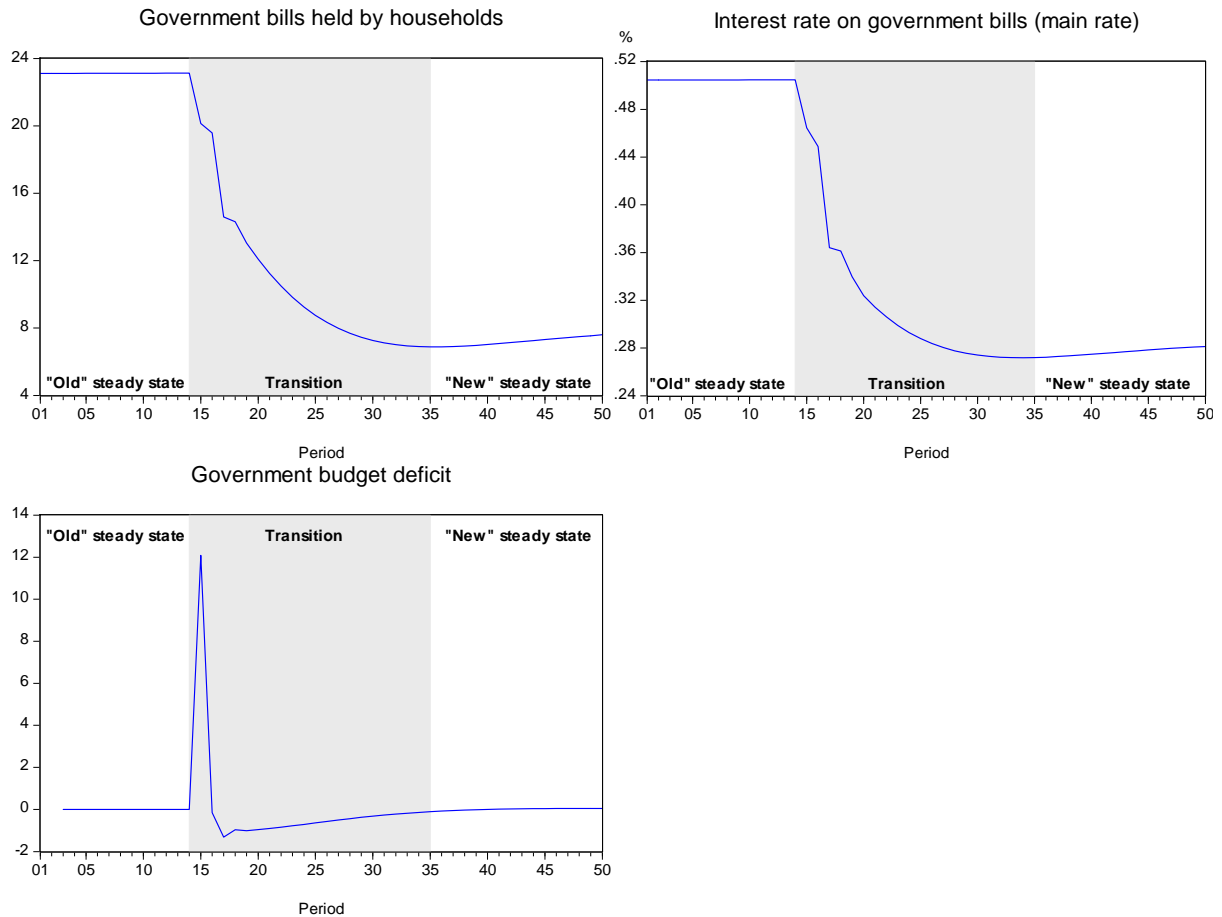 Government bills held by households
24
20
16
12
8
4
"Old" steady state Transition "New" steady state
01 05 10 15 20 25 30 35 40 45 50
Period
Interest rate on government bills (main rate)
%
.52
.48
.44
.40
.36
.32
.28
.24
"Old" steady state Transition "New" steady state
01 05 10 15 20 25 30 35 40 45 50
Period
Government budget deficit
14
12
10
8
6
4
2
0
-2
"Old" steady state Transition "New" steady state
01 05 10 15 20 25 30 35 40 45 50
Period